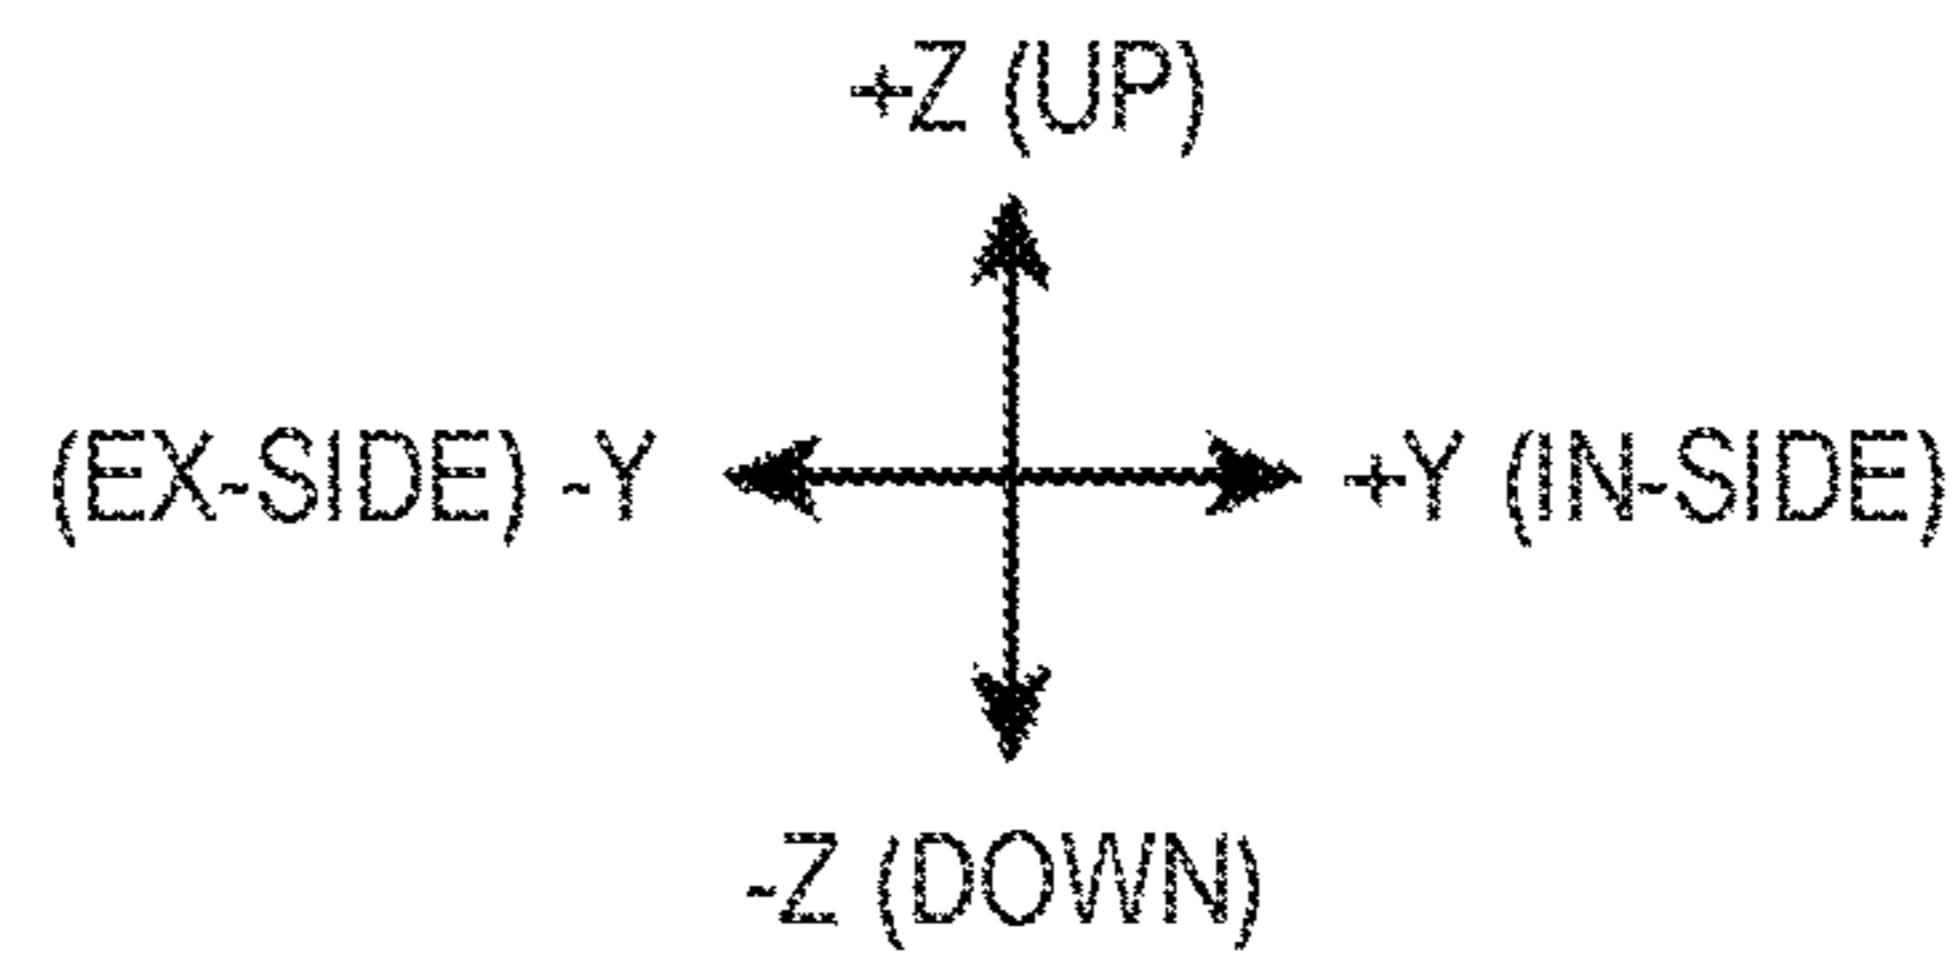 +Z (UP)
(EX-SIDE) -Y
+Y (IN-SIDE)
-Z (DOWN)